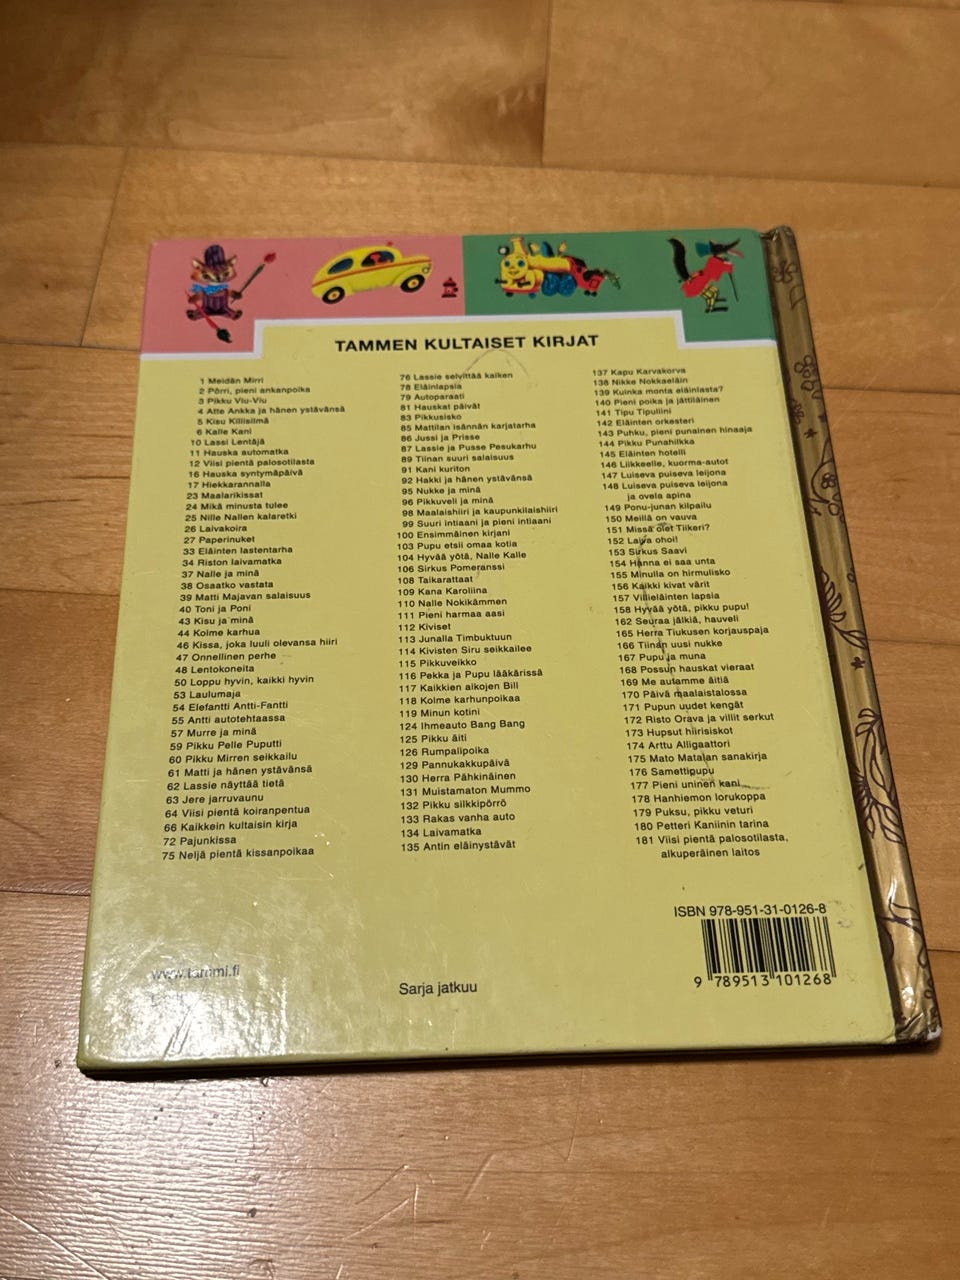 TAMMEN KULTAISET KIRJAT
1 Meidän Mirri
2 Pörri, pieni ankanpoika
3 Pikku Viu-Viu
4 Atte Ankka ja hänen ystävänsä
5 Kisu Killisilmä
6 Kalle Kani
10 Lassi Lentäjä
11 Hauska automatka
12 Viisi pientä palosotilasta
16 Hauska syntymäpäivä
17 Hiekkarannalla
23 Maalarikissat
24 Mikä minusta tulee
25 Nille Nallen kalaretki
26 Laivakoira
27 Paperinuket
33 Eläinten lastentarha
34 Riston laivamatka
37 Nalle ja minä
38 Osaatko vastata
39 Matti Majavan salaisuus
40 Toni ja Poni
43 Kisu ja minä
44 Kolme karhua
46 Kissa, joka luuli olevansa hiiri
47 Onnellinen perhe
48 Lentokoneita
50 Loppu hyvin, kaikki hyvin
53 Laulumaja
54 Elefantti Antti-Fantti
55 Antti autotehtaassa
57 Murre ja minä
59 Pikku Pelle Puputti
60 Pikku Mirren seikkailu
61 Matti ja hänen ystävänsä
62 Lassie näyttää tietä
63 Jere jarruvaunu
64 Viisi pientä koiranpentua
66 Kaikkein kultaisin kirja
72 Pajunkissa
75 Neljä pientä kissanpoikaa
76 Lassie selvittää kaiken
78 Eläinlapsia
79 Autoparaati
81 Hauskat päivät
83 Pikkusisko
85 Mattilan isännän karjatarha
86 Jussi ja Prisse
87 Lassie ja Pusse Pesukarhu
89 Tiinan suuri salaisuus
91 Kani kuriton
92 Hakki ja hänen ystävänsä
95 Nukke ja minä
96 Pikkuveli ja minä
98 Maalaishiiri ja kaupunkilaishiiri
99 Suuri intiaani ja pieni intiaani
100 Ensimmäinen kirjani
103 Pupu etsii omaa kotia
104 Hyvää yötä, Nalle Kalle
106 Sirkus Pomeranssi
108 Taikarattaat
109 Kana Karoliina
110 Nalle Nokikämmen
111 Pieni harmaa aasi
112 Kiviset
113 Junalla Timbuktuun
114 Kivisten Siru seikkailee
115 Pikkuveikko
116 Pekka ja Pupu lääkärissä
117 Kaikkien aikojen Bill
118 Kolme karhunpoikaa
119 Minun kotini
124 Ihmeauto Bang Bang
125 Pikku äiti
126 Rumpalipoika
129 Pannukakkupäivä
130 Herra Pähkinäinen
131 Muistamaton Mummo
132 Pikku silkkipörrö
133 Rakas vanha auto
134 Laivamatka
135 Antin eläinystävät
137 Kapu Karvakorva
138 Nikke Nokkaeläin
139 Kuinka monta eläinlasta?
140 Pieni poika ja jättiläinen
141 Tipu Tipuliini
142 Eläinten orkesteri
143 Puhku, pieni punainen hinaaja
144 Pikku Punahilkka
145 Eläinten hotelli
146 Liikkeelle, kuorma-autot
147 Luiseva puiseva leijona
148 Luiseva puiseva leijona
ja ovela apina
149 Ponu-junan kilpailu
150 Meillä on vauva
151 Missä olet Tiikeri?
152 Laiva ohoi!
153 Sirkus Saavi
154 Hanna ei saa unta
155 Minulla on hirmulisko
156 Kaikki kivat värit
157 Villieläinten lapsia
158 Hyvää yötä, pikku pupu!
162 Seuraa jälkiä, hauveli
165 Herra Tiukusen korjauspaja
166 Tiinan uusi nukke
167 Pupu ja muna
168 Possun hauskat vieraat
169 Me autamme äitiä
170 Päivä maalaistalossa
171 Pupun uudet kengät
172 Risto Orava ja villit serkut
173 Hupsut hiirisiskot
174 Arttu Alligaattori
175 Mato Matalan sanakirja
176 Samettipupu
177 Pieni uninen kani
178 Hanhiemon lorukoppa
179 Puksu, pikku veturi
180 Petteri Kaniinin tarina
181 Viisi pientä palosotilasta,
alkuperäinen laitos
ISBN 978-951-31-0126-8
9 789513 101268
www.tammi.fi
Sarja jatkuu